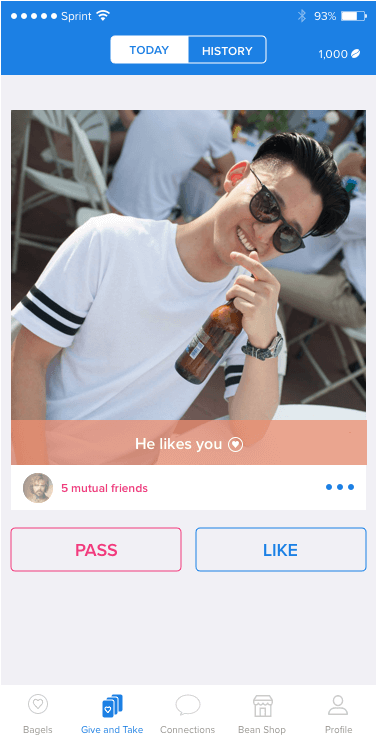 Sprint 93%
TODAY HISTORY 1,000
He likes you
5 mutual friends
PASS LIKE
Bagels Give and Take Connections Bean Shop Profile